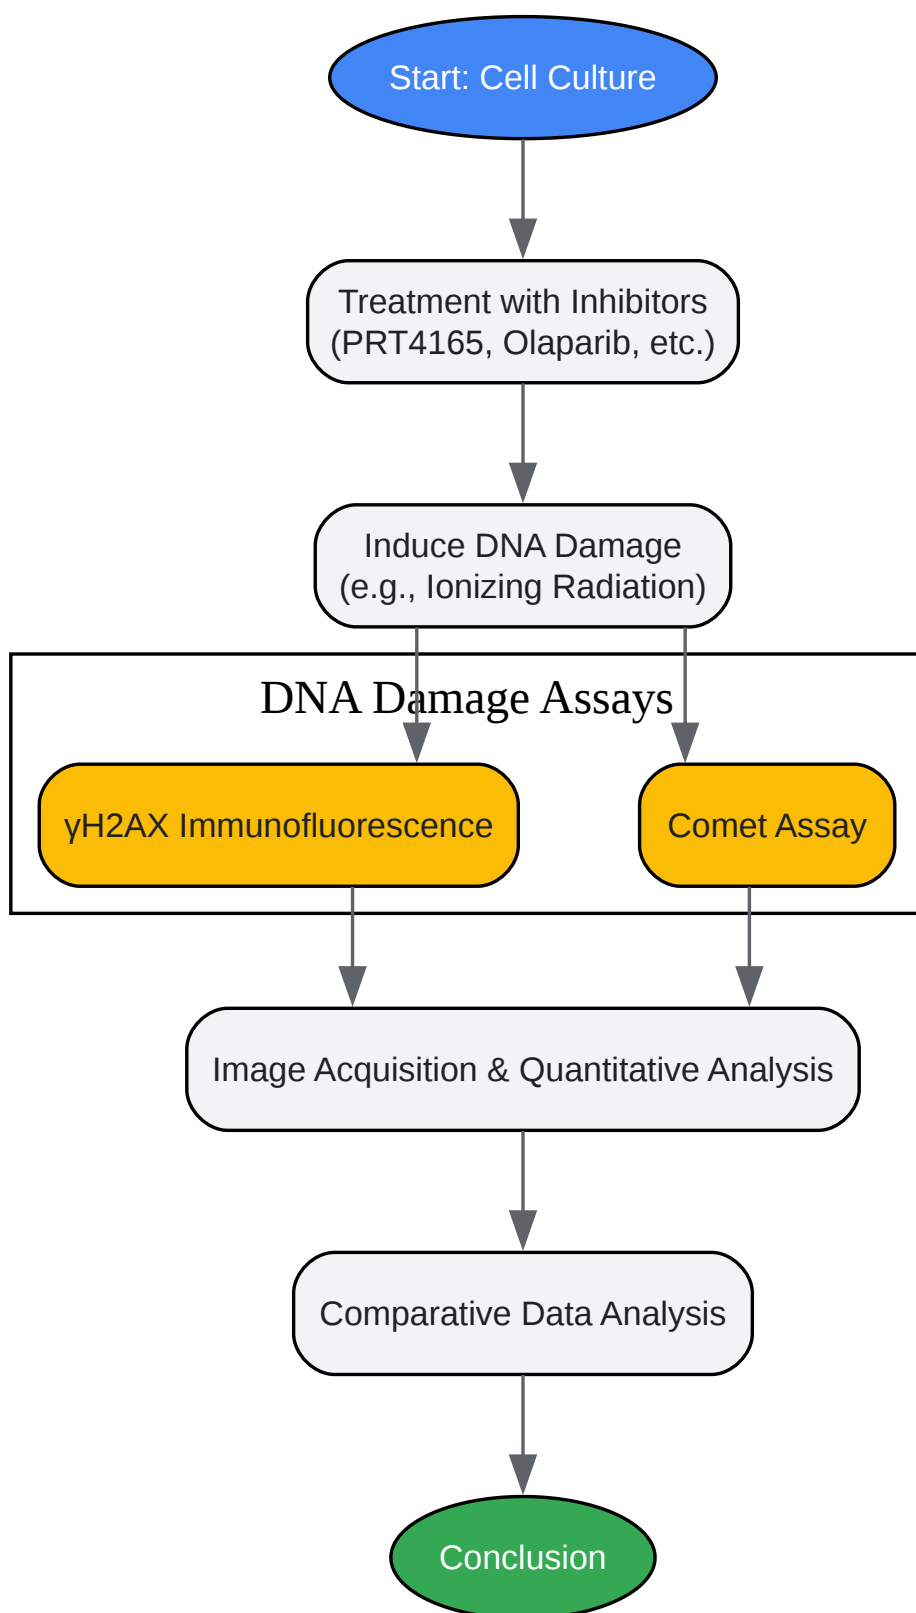 Start: Cell Culture
Treatment with Inhibitors
(PRT4165, Olaparib, etc.)
Induce DNA Damage
(e.g., Ionizing Radiation)
DNA Damage Assays
γH2AX Immunofluorescence
Comet Assay
Image Acquisition & Quantitative Analysis
Comparative Data Analysis
Conclusion